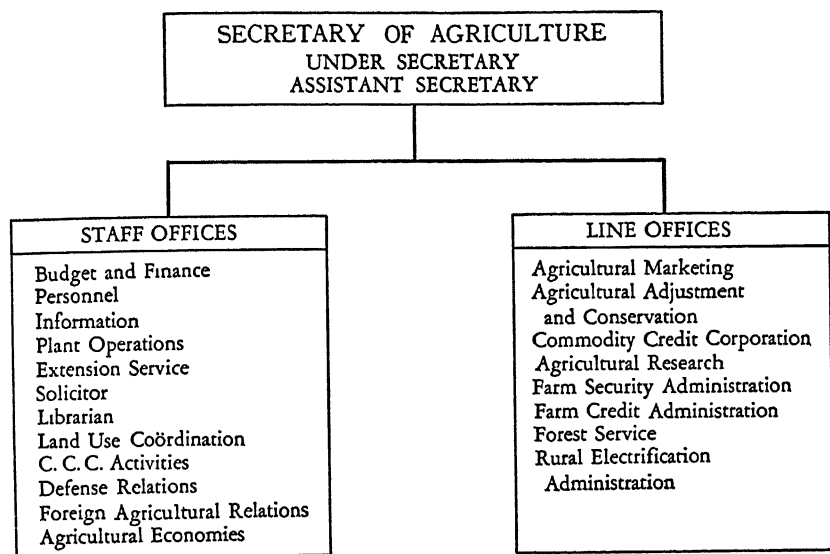 SECRETARY OF AGRICULTURE
UNDER SECRETARY
ASSISTANT SECRETARY
STAFF OFFICES
Budget and Finance
Personnel
Information
Plant Operations
Extension Service
Solicitor
Librarian
Land Use Coördination
C. C. C. Activities
Defense Relations
Foreign Agricultural Relations
Agricultural Economies
LINE OFFICES
Agricultural Marketing
Agricultural Adjustment
and Conservation
Commodity Credit Corporation
Agricultural Research
Farm Security Administration
Farm Credit Administration
Forest Service
Rural Electrification
Administration